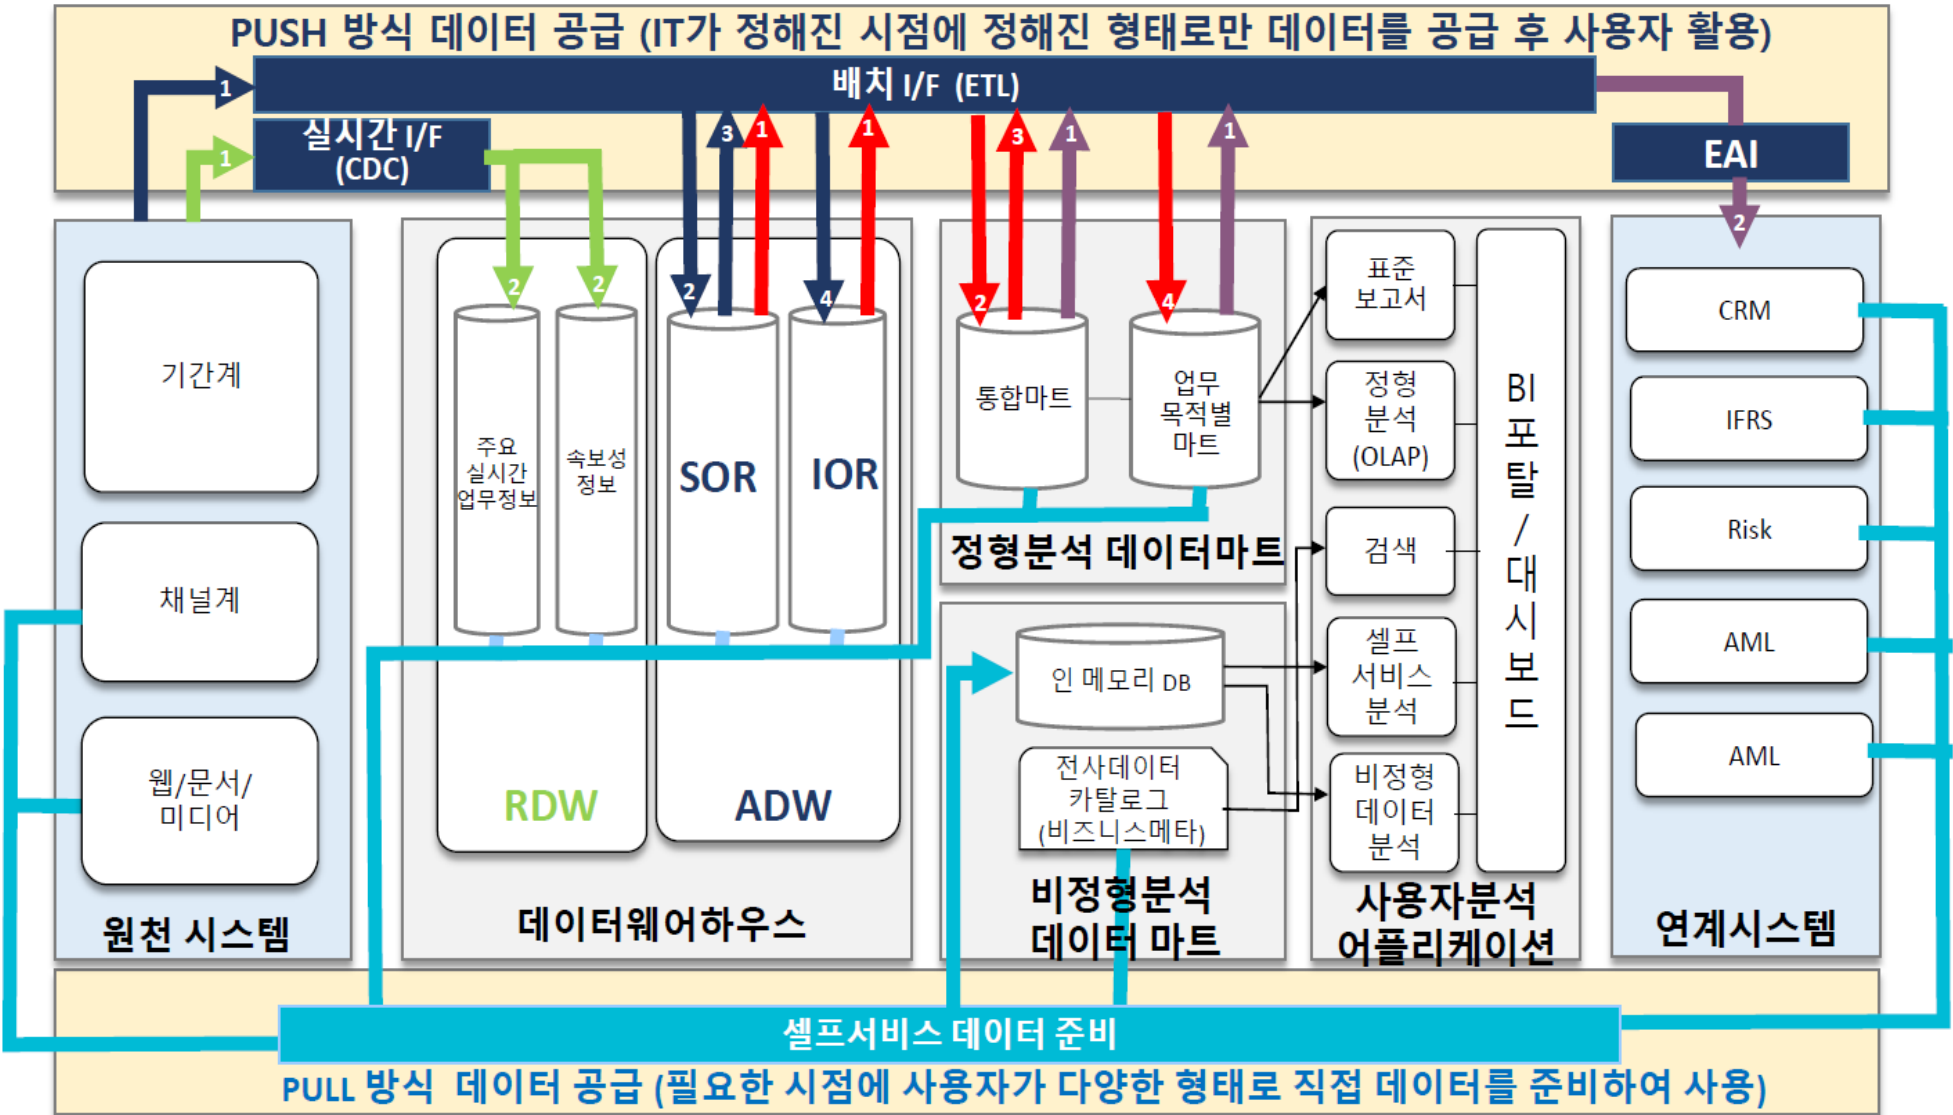 PUSH 방식 데이터 공급 (IT가 정해진 시점에 정해진 형태로만 데이터를 공급 후 사용자 활용)
배치 I/F (ETL)
1
실시간 I/F
(CDC)
1
3
1
1
3
1
1
EAI
2
2
2
4
2
4
2
기간계
채널계
웹/문서/
미디어
원천 시스템
주요
실시간
업무정보
속보성
정보
SOR
IOR
RDW
ADW
데이터웨어하우스
통합마트
업무
목적별
마트
정형분석 데이터마트
인 메모리 DB
전사데이터
카탈로그
(비즈니스메타)
비정형분석
데이터 마트
표준
보고서
정형
분석
(OLAP)
검색
셀프
서비스
분석
비정형
데이터
분석
BI
포
탈
/
대
시
보
드
사용자분석
어플리케이션
CRM
IFRS
Risk
AML
AML
연계시스템
셀프서비스 데이터 준비
PULL 방식 데이터 공급 (필요한 시점에 사용자가 다양한 형태로 직접 데이터를 준비하여 사용)